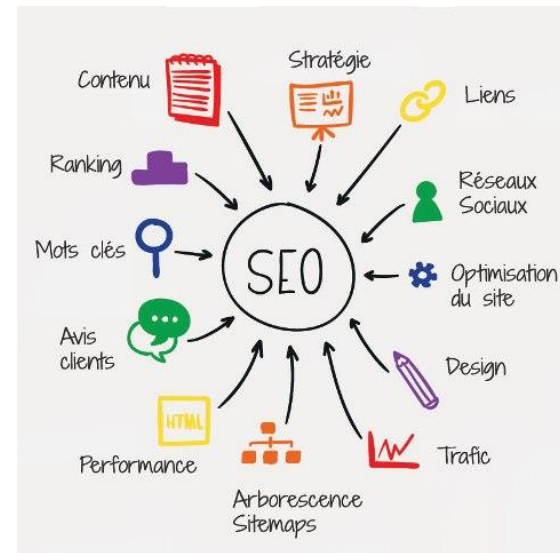 Stratégie
Contenu
Liens
Ranking
Réseaux
Sociaux
Mots clés
SEO
Optimisation
du site
Avis
clients
Design
HTML
Performance
Trafic
Arborescence
Sitemaps